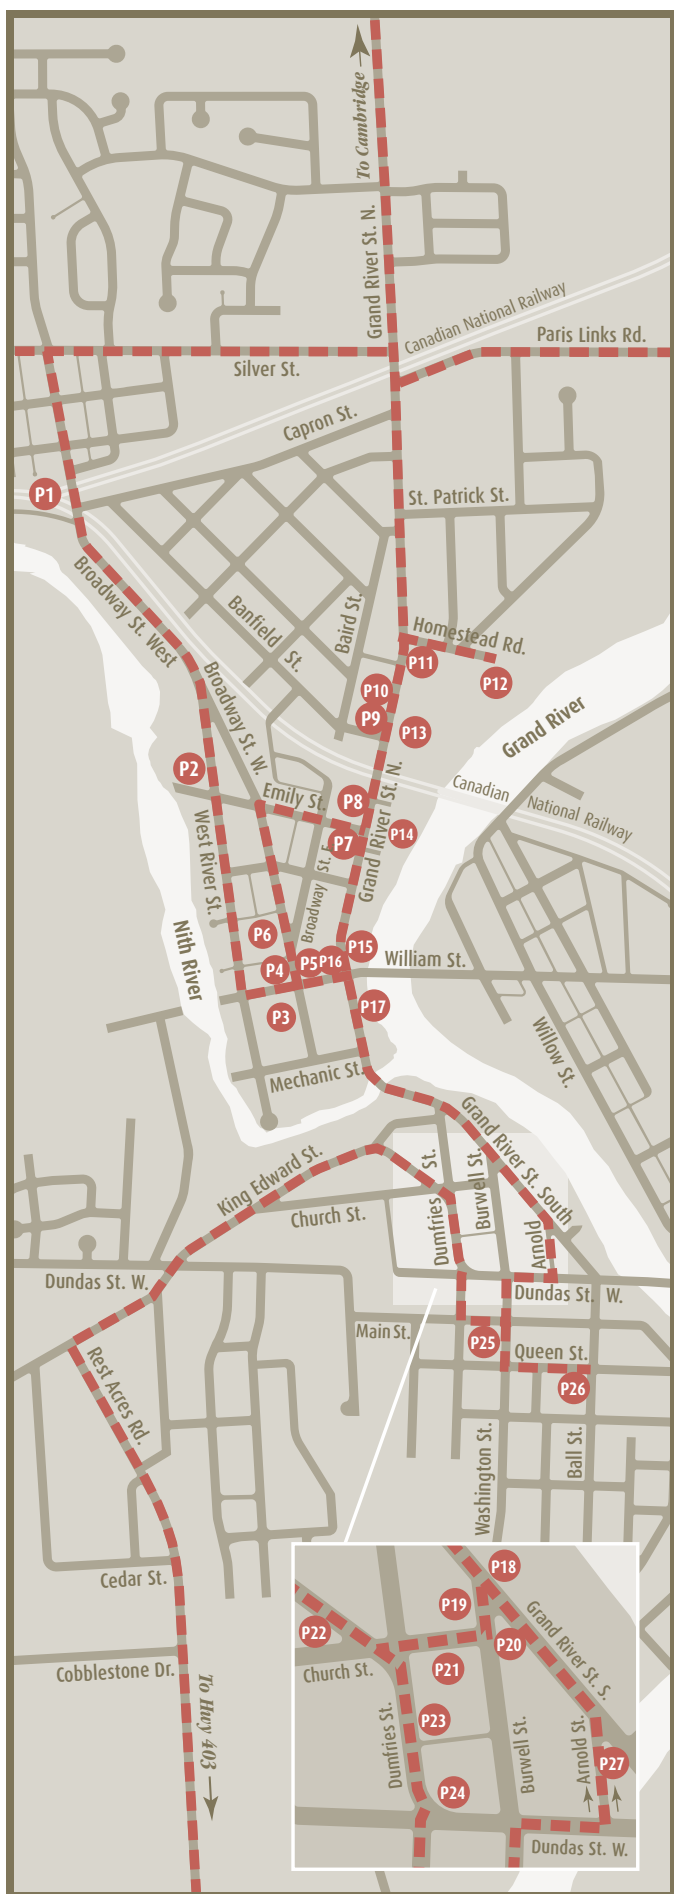 To Cambridge
Grand River St. N.
Canadian National Railway
Paris Links Rd.
Silver St.
Capron St.
P1
St. Patrick St.
Broadway St. West
Banfield St.
Baird St.
Homestead Rd.
P11
P12
P10
P9
P13
Broadway St. W.
Grand River
P2
Emily St.
P8
Canadian National Railway
P7
P14
Grand River St. N.
West River St.
Broadway St. E
Nith River
P6
P15
P4
P5
P16
William St.
P3
P17
Willow St.
Mechanic St.
Grand River St. South
King Edward St.
Church St.
Dumfries St.
Burwell St.
Arnold
Dundas St. W.
Dundas St. W.
Main St.
P25
Queen St.
P26
Rest Acres Rd.
Washington St.
Ball St.
Cedar St.
Cobblestone Dr.
To Hwy 403
P18
P19
P22
P20
Grand River St. S.
Church St.
P21
P23
Dumfries St.
Burwell St.
Arnold St.
P27
P24
Dundas St. W.